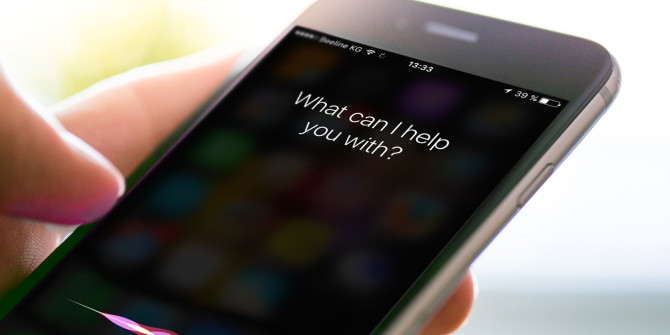 Beeline KG 13:33 39 %
What can I help
you with?